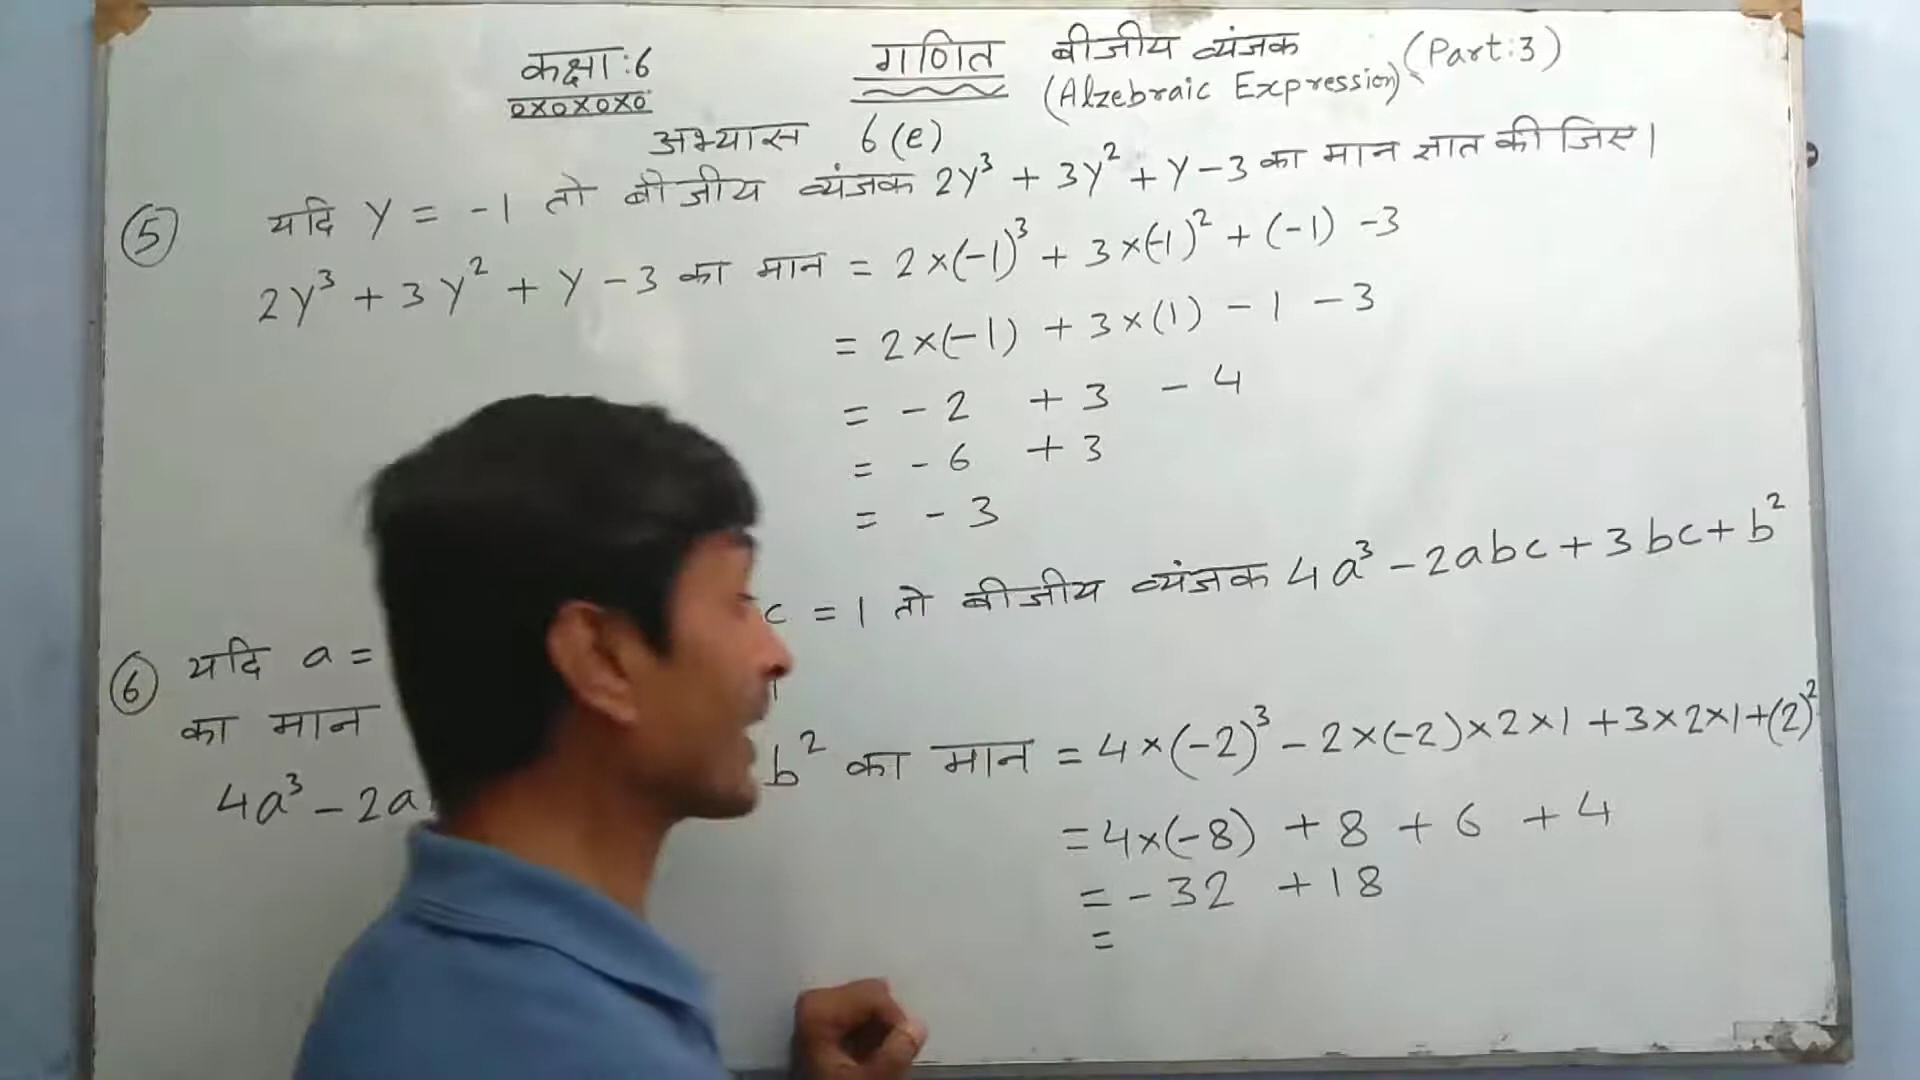 कक्षा:6
0x0x0x0
गणित
बीजीय व्यंजक (Part:3)
(Alzebraic Expression)
अभ्यास 6(e)
(5) यदि y = -1 तो बीजीय व्यंजक 2y³ + 3y² + y - 3 का मान ज्ञात कीजिए।
2y³ + 3y² + y - 3 का मान = 2×(-1)³ + 3×(-1)² + (-1) -3
= 2×(-1) + 3×(1) - 1 - 3
= - 2 + 3 - 4
= - 6 + 3
= - 3
(6) यदि a = c = 1 तो बीजीय व्यंजक 4a³ - 2abc + 3bc + b²
का मान
4a³ - 2a b² का मान = 4×(-2)³ - 2×(-2)×2×1 + 3×2×1+(2)²
= 4×(-8) + 8 + 6 + 4
= - 32 + 18
=